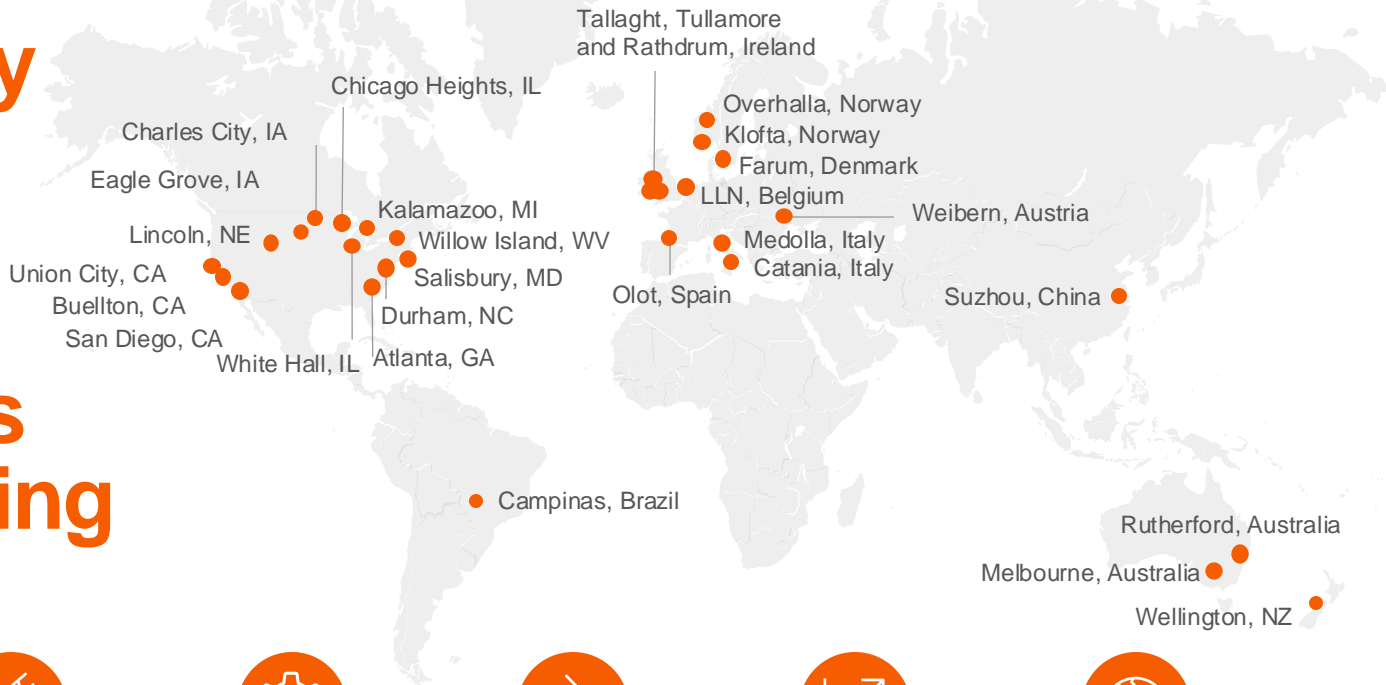 y
s
ing
Tallaght, Tullamore
and Rathdrum, Ireland
Chicago Heights, IL
Charles City, IA
Eagle Grove, IA
Lincoln, NE
Union City, CA
Buellton, CA
San Diego, CA
White Hall, IL
Kalamazoo, MI
Willow Island, WV
Salisbury, MD
Durham, NC
Atlanta, GA
Overhalla, Norway
Klofta, Norway
Farum, Denmark
LLN, Belgium
Weibern, Austria
Medolla, Italy
Catania, Italy
Olot, Spain
Suzhou, China
Campinas, Brazil
Rutherford, Australia
Melbourne, Australia
Wellington, NZ